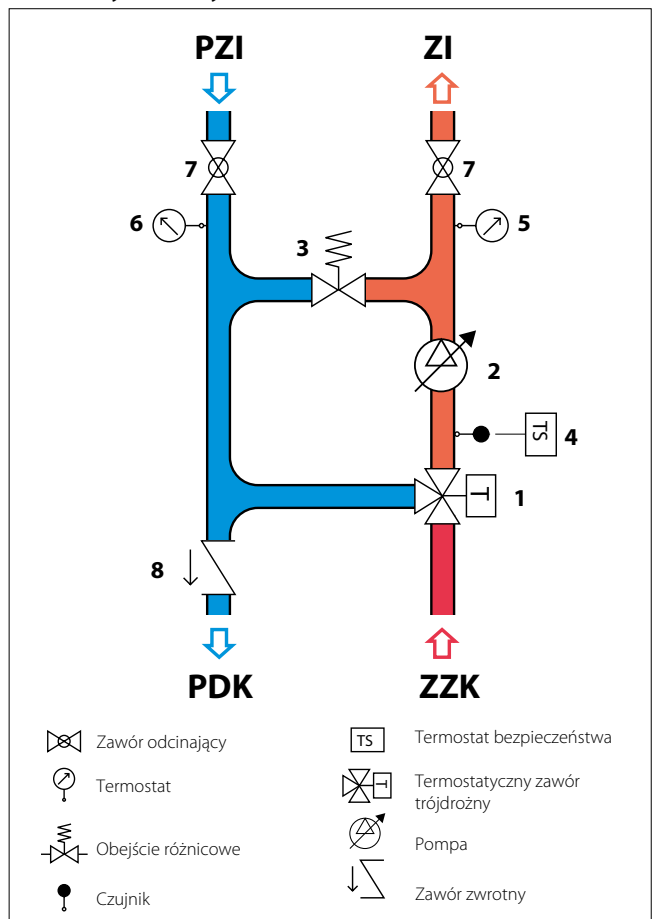 PZI
ZI
7
7
6
3
5
2
TS
4
T
1
8
PDK
ZZK
Zawór odcinający
TS
Termostat bezpieczeństwa
Termostat
T
Termostatyczny zawór
trójdrożny
Obejście różnicowe
Pompa
Czujnik
Zawór zwrotny